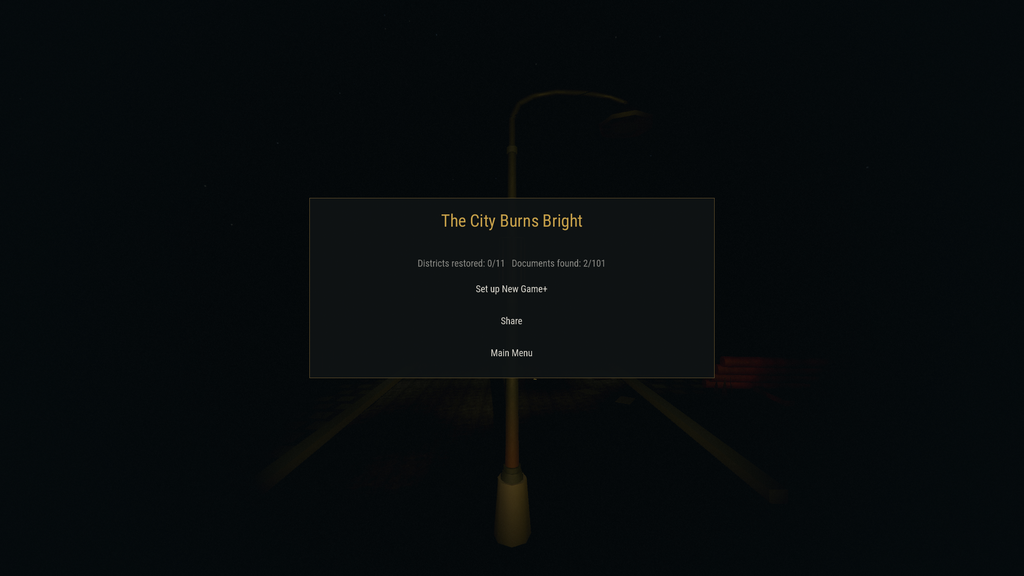 The City Burns Bright
Districts restored: 0/11 Documents found: 2/101
Set up New Game+
Share
Main Menu